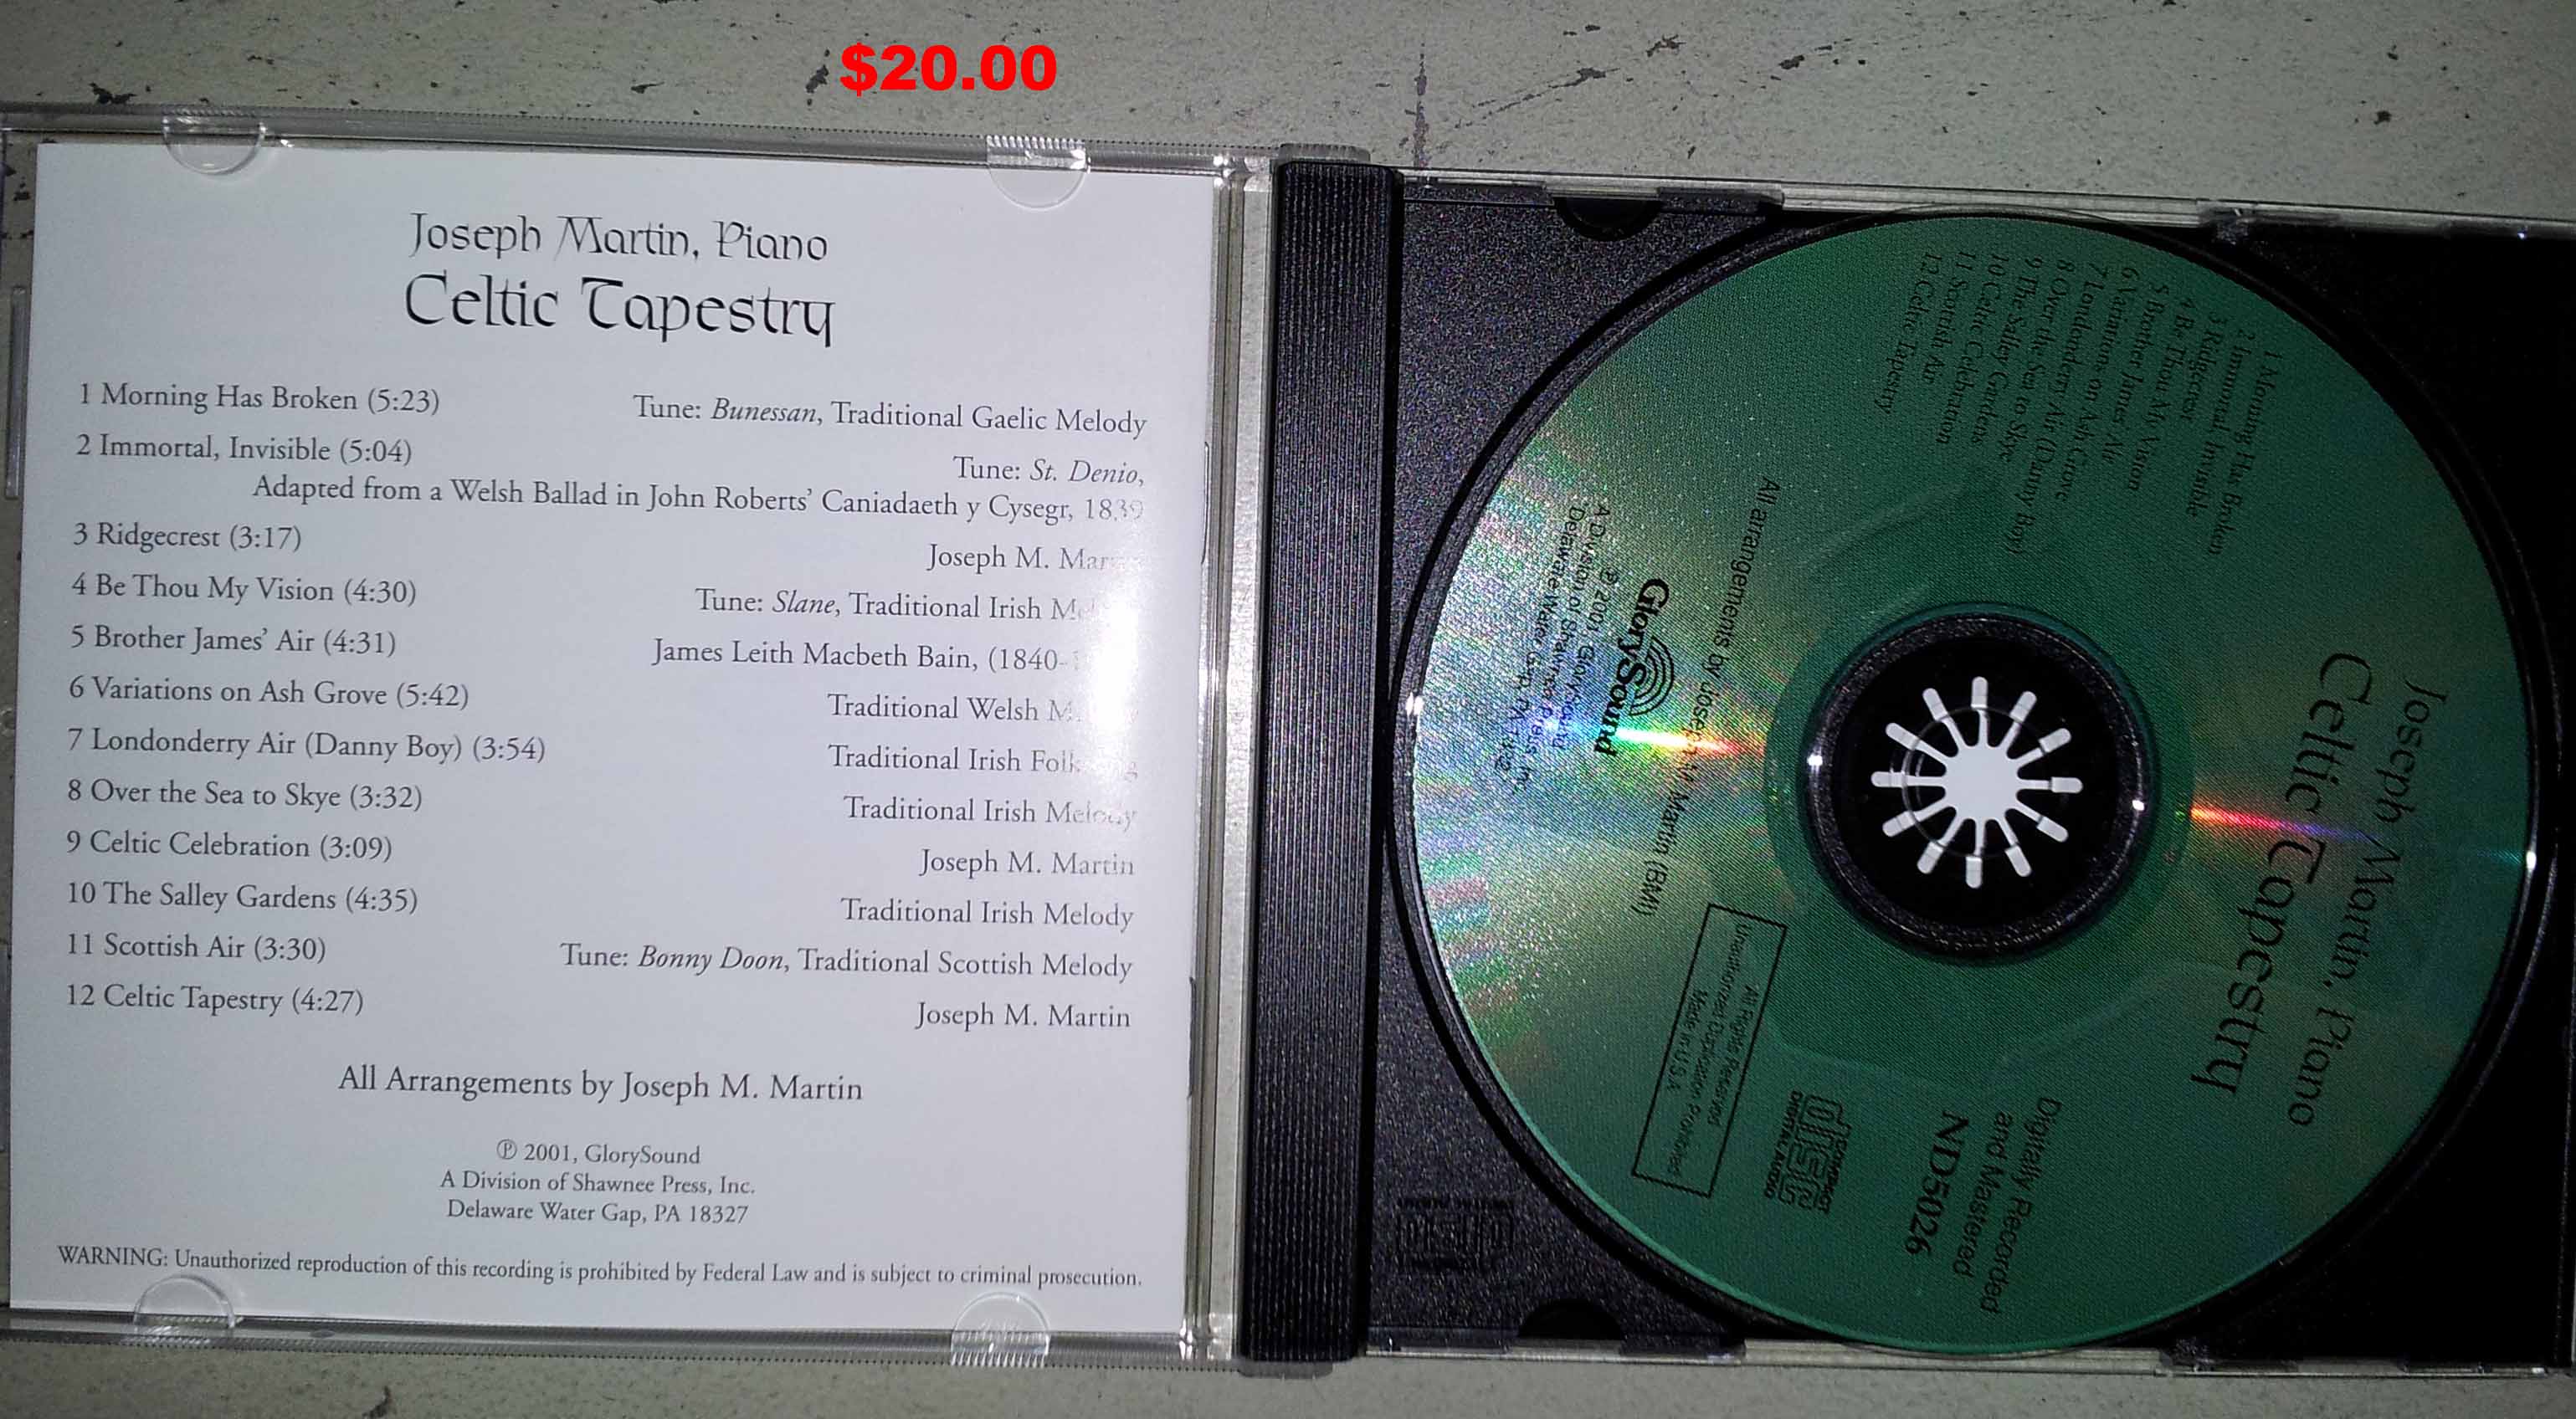 $20.00
Joseph Martin, Piano
Celtic Tapestry
1 Morning Has Broken (5:23) Tune: Bunessan, Traditional Gaelic Melody
2 Immortal, Invisible (5:04) Tune: St. Denio,
Adapted from a Welsh Ballad in John Roberts' Caniadaeth y Cysegr, 1839
3 Ridgecrest (3:17) Joseph M.
4 Be Thou My Vision (4:30) Tune: Slane, Traditional Irish
5 Brother James' Air (4:31) James Leith Macbeth Bain, (1840-
6 Variations on Ash Grove (5:42) Traditional Welsh
7 Londonderry Air (Danny Boy) (3:54) Traditional Irish
8 Over the Sea to Skye (3:32) Traditional Irish Melody
9 Celtic Celebration (3:09) Joseph M. Martin
10 The Salley Gardens (4:35) Traditional Irish Melody
11 Scottish Air (3:30) Tune: Bonny Doon, Traditional Scottish Melody
12 Celtic Tapestry (4:27) Joseph M. Martin
All Arrangements by Joseph M. Martin
℗ 2001, GlorySound
A Division of Shawnee Press, Inc.
Delaware Water Gap, PA 18327
WARNING: Unauthorized reproduction of this recording is prohibited by Federal Law and is subject to criminal prosecution.
Joseph Martin, Piano
Celtic Tapestry
1 Morning Has Broken
2 Immortal, Invisible
3 Ridgecrest
4 Be Thou My Vision
5 Brother James' Air
6 Variations on Ash Grove
7 Londonderry Air (Danny Boy)
8 Over the Sea to Skye
9 The Salley Gardens
10 Celtic Celebration
11 Scottish Air
12 Celtic Tapestry
Digitally Recorded
and Mastered
ND5026
COMPACT
disc
DIGITAL AUDIO
All arrangements by Joseph M. Martin (BMI)
All Rights Reserved
Unauthorized Duplication Prohibited
Made in U.S.A.
GlorySound
℗ 2001, GlorySound
A Division of Shawnee Press, Inc.
Delaware Water Gap, PA